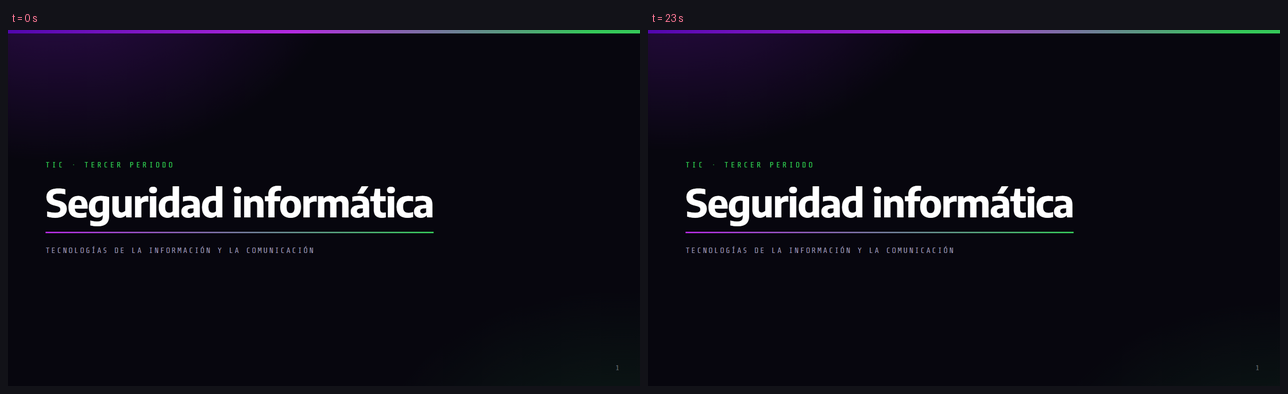 t=0s
TIC · TERCER PERIODO
Seguridad informática
TECNOLOGÍAS DE LA INFORMACIÓN Y LA COMUNICACIÓN
1
t=23s
TIC · TERCER PERIODO
Seguridad informática
TECNOLOGÍAS DE LA INFORMACIÓN Y LA COMUNICACIÓN
1